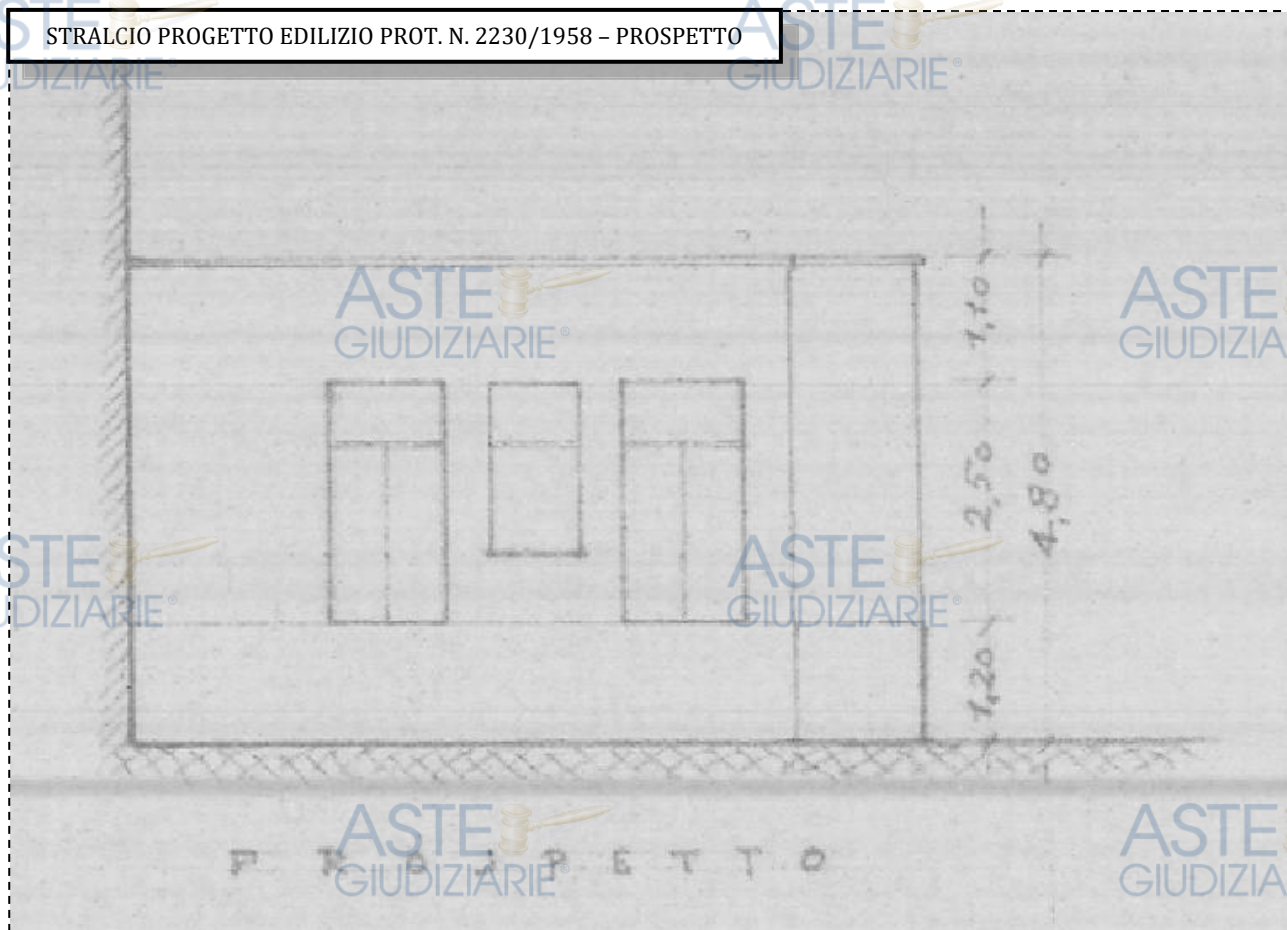 STRALCIO PROGETTO EDILIZIO PROT. N. 2230/1958 – PROSPETTO
ASTE
GIUDIZIARIE®
1,10
2,50
4,80
1,20
PROSPETTO